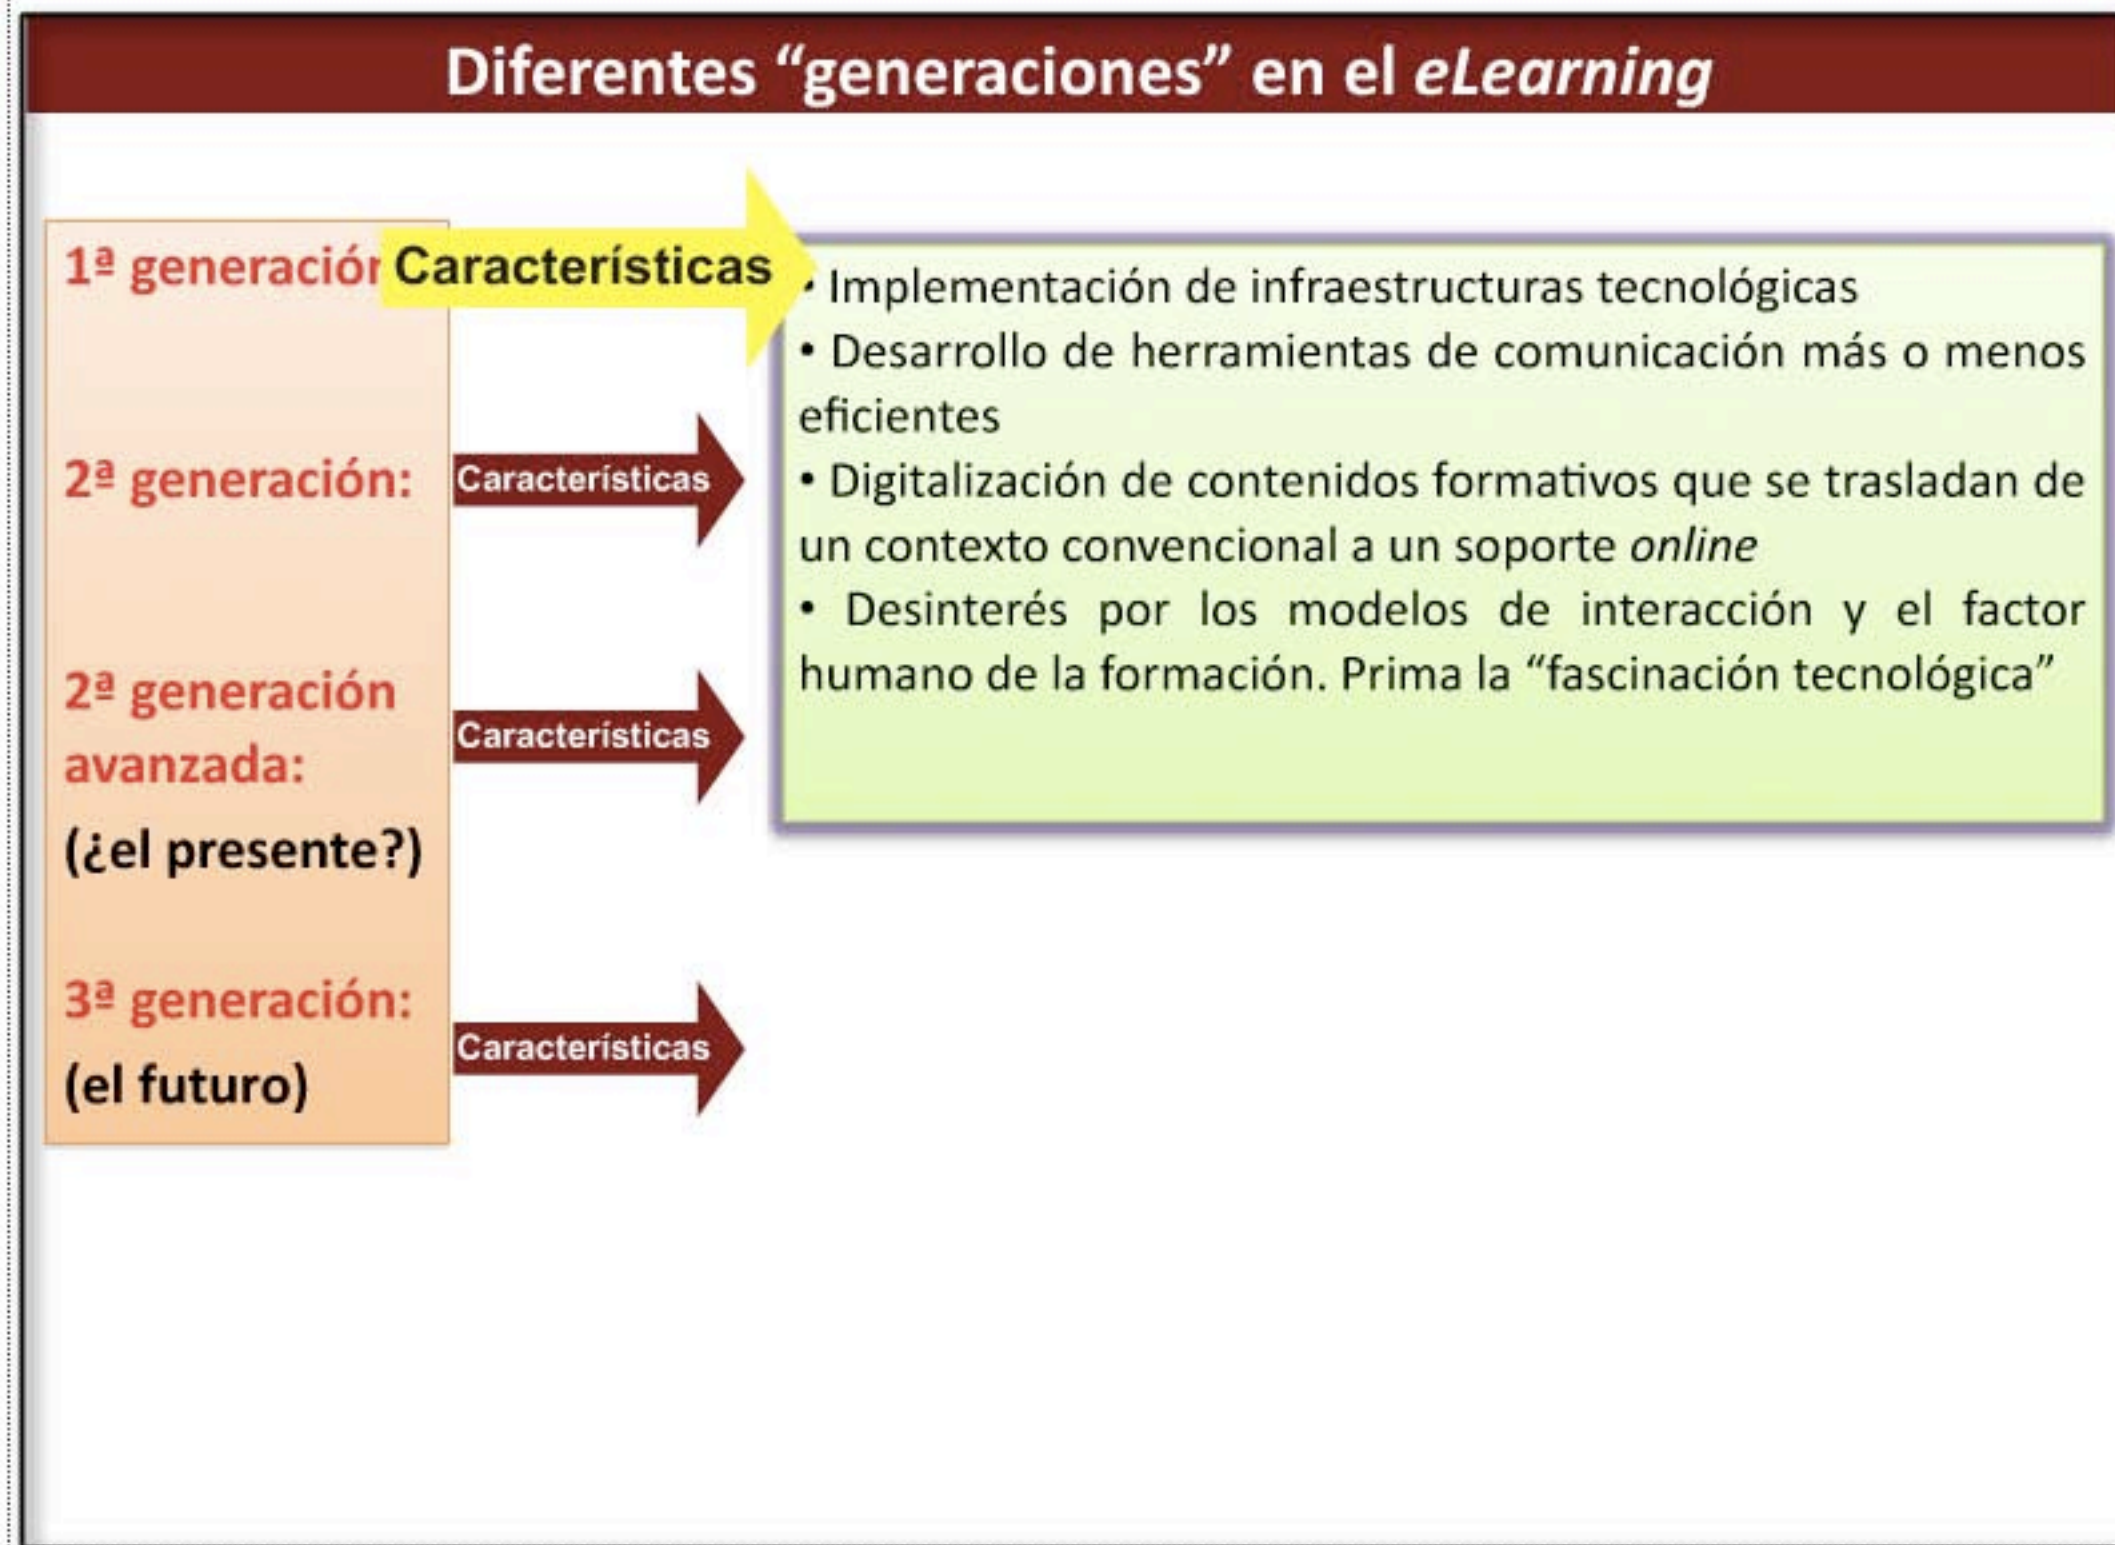 Diferentes “generaciones” en el eLearning
1ª generación
Características
• Implementación de infraestructuras tecnológicas
• Desarrollo de herramientas de comunicación más o menos
eficientes
• Digitalización de contenidos formativos que se trasladan de
un contexto convencional a un soporte online
• Desinterés por los modelos de interacción y el factor
humano de la formación. Prima la “fascinación tecnológica”
2ª generación:
Características
2ª generación
avanzada:
(¿el presente?)
Características
3ª generación:
(el futuro)
Características